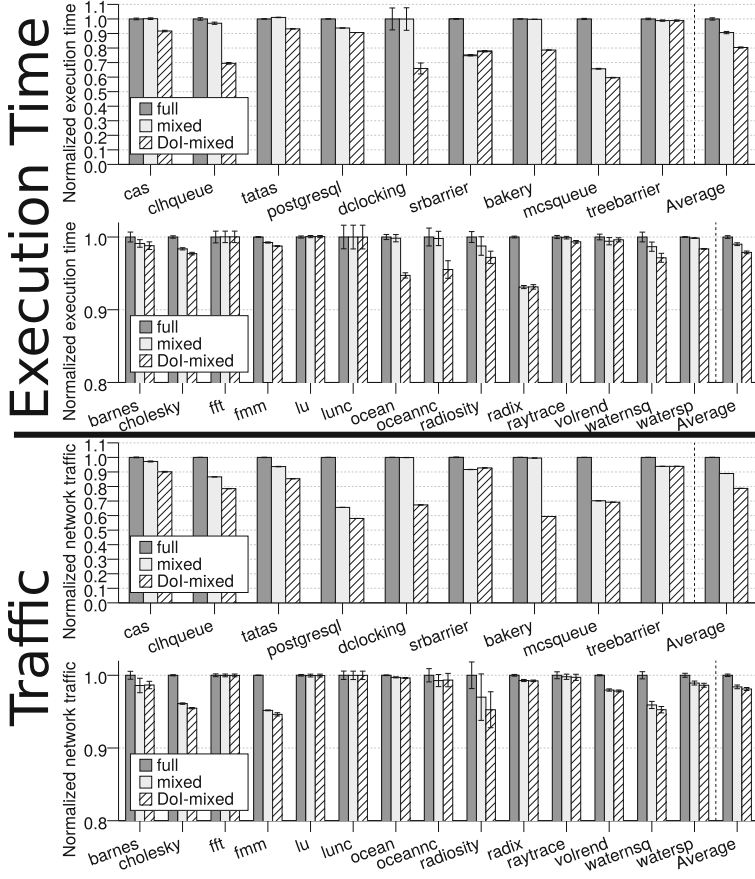 Execution Time
Normalized execution time
1.1
1.0
0.9
0.8
0.7
0.6
0.5
0.4
0.3
0.2
0.1
0.0
full
mixed
DoI-mixed
cas clhqueue tatas postgresql dclocking srbarrier bakery mcsqueue treebarrier Average
Normalized execution time
1.0
0.9
0.8
full
mixed
DoI-mixed
barnes cholesky fft fmm lu lunc ocean oceannc radiosity radix raytrace volrend waternsq watersp Average
Traffic
Normalized network traffic
1.1
1.0
0.9
0.8
0.7
0.6
0.5
0.4
0.3
0.2
0.1
0.0
full
mixed
DoI-mixed
cas clhqueue tatas postgresql dclocking srbarrier bakery mcsqueue treebarrier Average
Normalized network traffic
1.0
0.9
0.8
full
mixed
DoI-mixed
barnes cholesky fft fmm lu lunc ocean oceannc radiosity radix raytrace volrend waternsq watersp Average